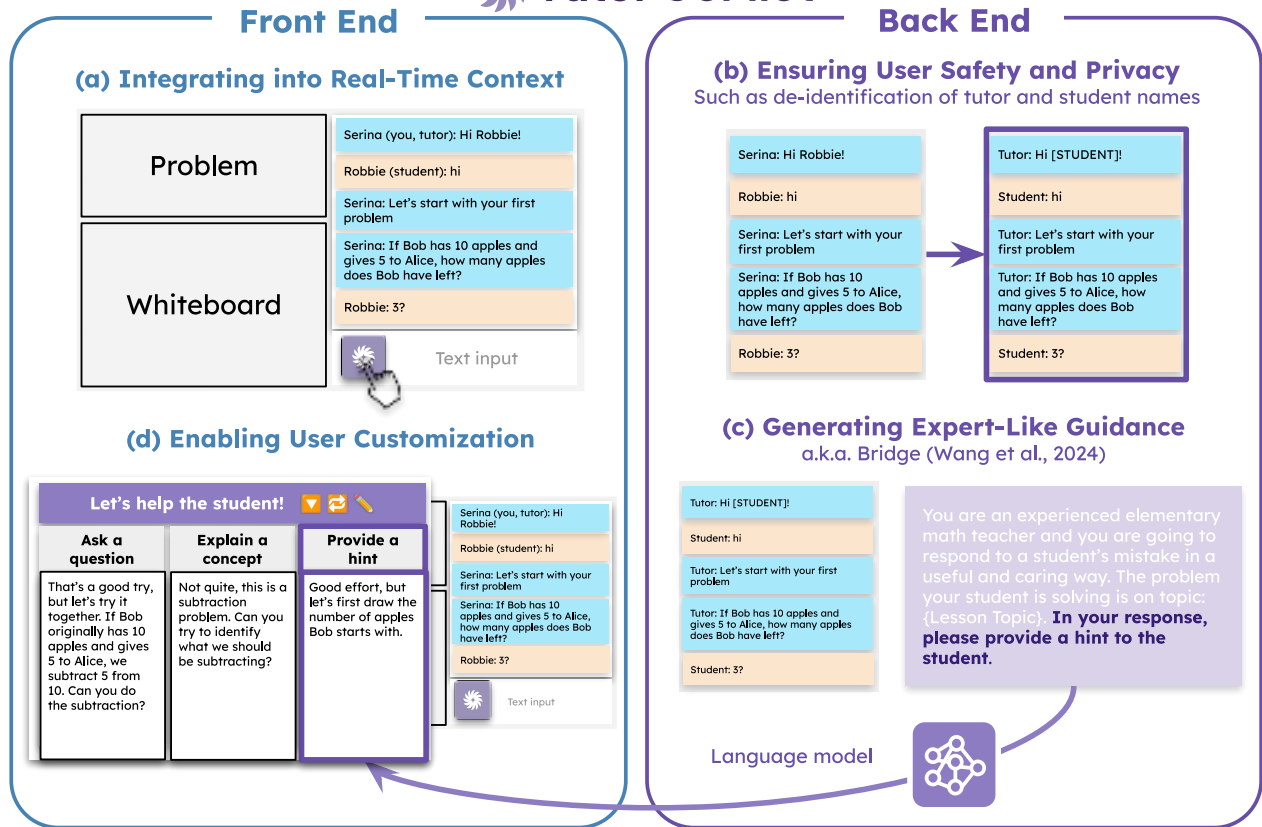 Front End
(a) Integrating into Real-Time Context
Problem
Whiteboard
Serina (you, tutor): Hi Robbie!
Robbie (student): hi
Serina: Let's start with your first
problem
Serina: If Bob has 10 apples and
gives 5 to Alice, how many apples
does Bob have left?
Robbie: 3?
Text input
(d) Enabling User Customization
Let's help the student!
Ask a
question
That's a good try,
but let's try it
together. If Bob
originally has 10
apples and gives
5 to Alice, we
subtract 5 from
10. Can you do
the subtraction?
Explain a
concept
Not quite, this is a
subtraction
problem. Can you
try to identify
what we should
be subtracting?
Provide a
hint
Good effort, but
let's first draw the
number of apples
Bob starts with.
Serina (you, tutor): Hi
Robbie!
Robbie (student): hi
Serina: Let's start with your
first problem
Serina: If Bob has 10
apples and gives 5 to Alice,
how many apples does Bob
have left?
Robbie: 3?
Text input
Back End
(b) Ensuring User Safety and Privacy
Such as de-identification of tutor and student names
Serina: Hi Robbie!
Robbie: hi
Serina: Let's start with your
first problem
Serina: If Bob has 10
apples and gives 5 to Alice,
how many apples does Bob
have left?
Robbie: 3?
Tutor: Hi [STUDENT]!
Student: hi
Tutor: Let's start with your
first problem
Tutor: If Bob has 10 apples
and gives 5 to Alice, how
many apples does Bob
have left?
Student: 3?
(c) Generating Expert-Like Guidance
a.k.a. Bridge (Wang et al., 2024)
Tutor: Hi [STUDENT]!
Student: hi
Tutor: Let's start with your first
problem
Tutor: If Bob has 10 apples and
gives 5 to Alice, how many apples
does Bob have left?
Student: 3?
You are an experienced elementary
math teacher and you are going to
respond to a student's mistake in a
useful and caring way. The problem
your student is solving is on topic:
{Lesson Topic}. In your response,
please provide a hint to the
student.
Language model